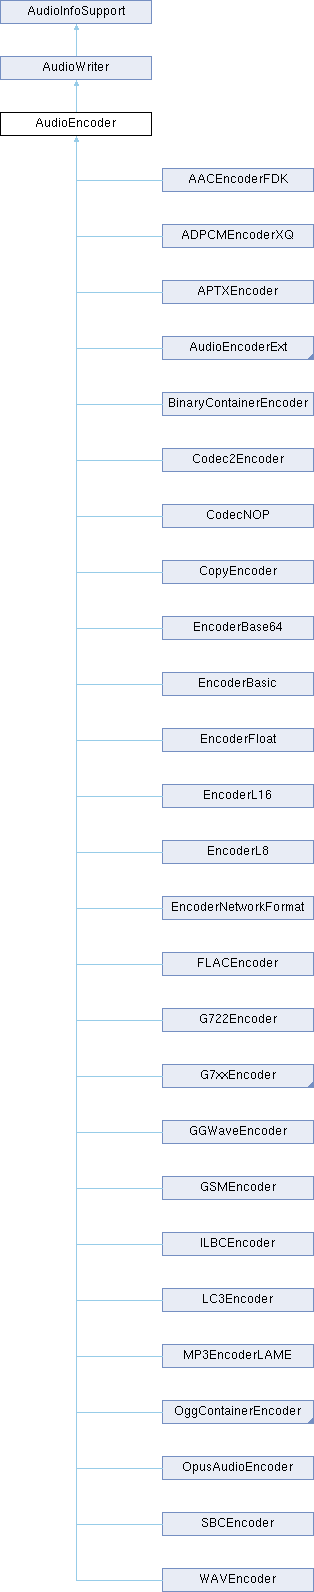 AudioInfoSupport
AudioWriter
AudioEncoder
AACEncoderFDK
ADPCMEncoderXQ
APTXEncoder
AudioEncoderExt
BinaryContainerEncoder
Codec2Encoder
CodecNOP
CopyEncoder
EncoderBase64
EncoderBasic
EncoderFloat
EncoderL16
EncoderL8
EncoderNetworkFormat
FLACEncoder
G722Encoder
G7xxEncoder
GGWaveEncoder
GSMEncoder
ILBCEncoder
LC3Encoder
MP3EncoderLAME
OggContainerEncoder
OpusAudioEncoder
SBCEncoder
WAVEncoder